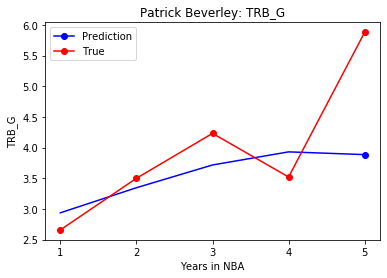 Patrick Beverley: TRB_G
Prediction
True
6.0
5.5
5.0
4.5
4.0
3.5
3.0
2.5
TRB_G
1 2 3 4 5
Years in NBA